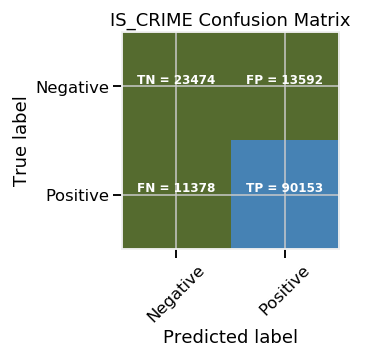 IS_CRIME Confusion Matrix
True label
Negative
TN = 23474
FP = 13592
Positive
FN = 11378
TP = 90153
Negative
Positive
Predicted label